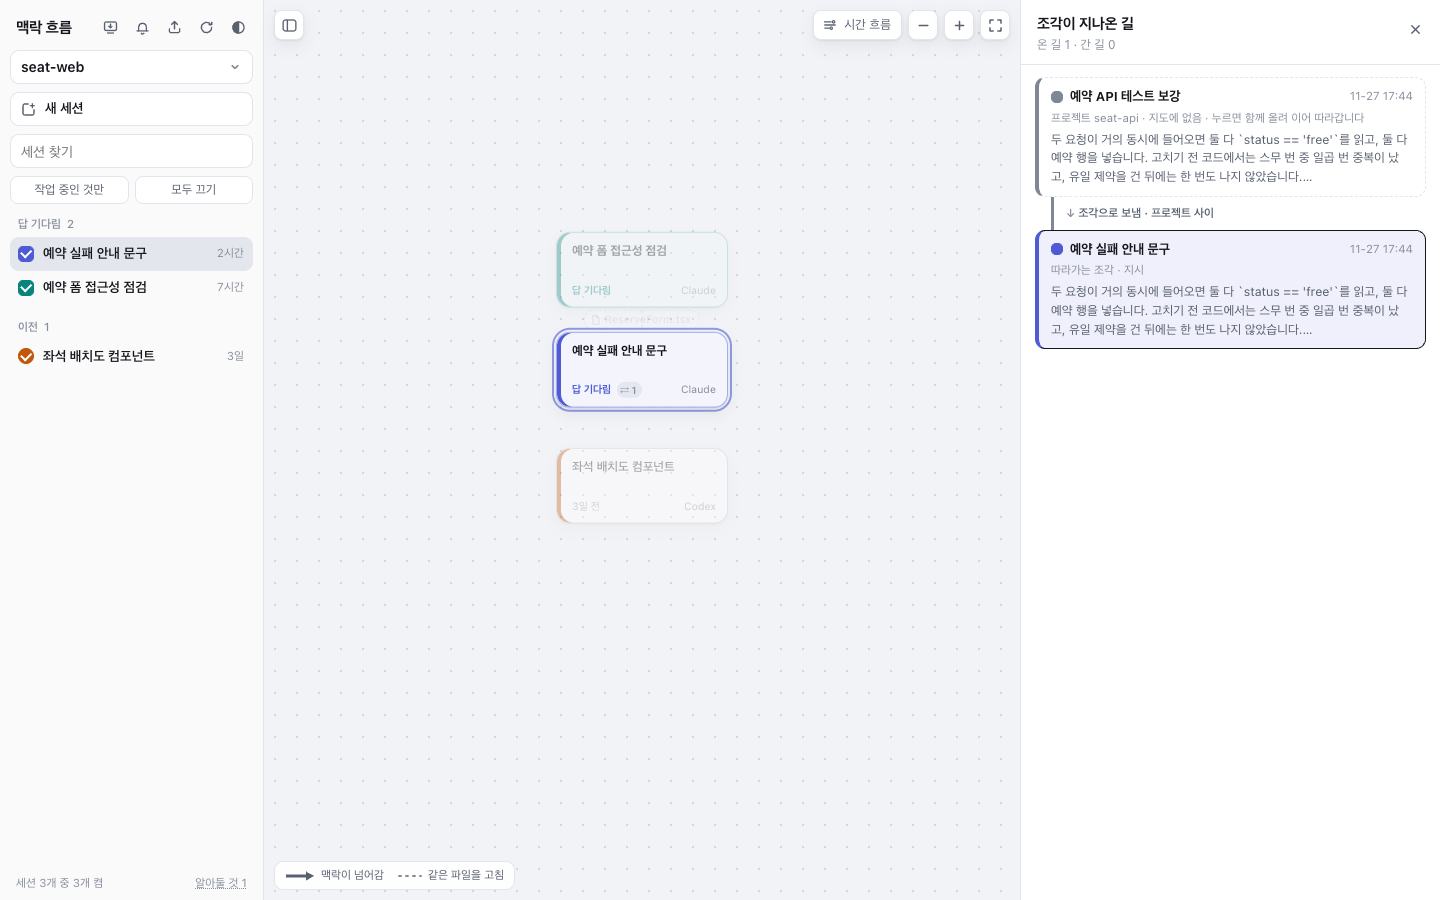 맥락 흐름
seat-web
새 세션
세션 찾기
작업 중인 것만
모두 끄기
답 기다림 2
예약 실패 안내 문구 2시간
예약 폼 접근성 점검 7시간
이전 1
좌석 배치도 컴포넌트 3일
세션 3개 중 3개 켬
알아둘 것 1
시간 흐름
예약 폼 접근성 점검
답 기다림 Claude
ReserveForm.tsx
예약 실패 안내 문구
답 기다림 ⇄ 1 Claude
좌석 배치도 컴포넌트
3일 전 Codex
맥락이 넘어감
같은 파일을 고침
조각이 지나온 길
온 길 1 · 간 길 0
예약 API 테스트 보강 11-27 17:44
프로젝트 seat-api · 지도에 없음 · 누르면 함께 올려 이어 따라갑니다
두 요청이 거의 동시에 들어오면 둘 다 `status == 'free'`를 읽고, 둘 다
예약 행을 넣습니다. 고치기 전 코드에서는 스무 번 중 일곱 번 중복이 났
고, 유일 제약을 건 뒤에는 한 번도 나지 않았습니다....
↓ 조각으로 보냄 · 프로젝트 사이
예약 실패 안내 문구 11-27 17:44
따라가는 조각 · 지시
두 요청이 거의 동시에 들어오면 둘 다 `status == 'free'`를 읽고, 둘 다
예약 행을 넣습니다. 고치기 전 코드에서는 스무 번 중 일곱 번 중복이 났
고, 유일 제약을 건 뒤에는 한 번도 나지 않았습니다....